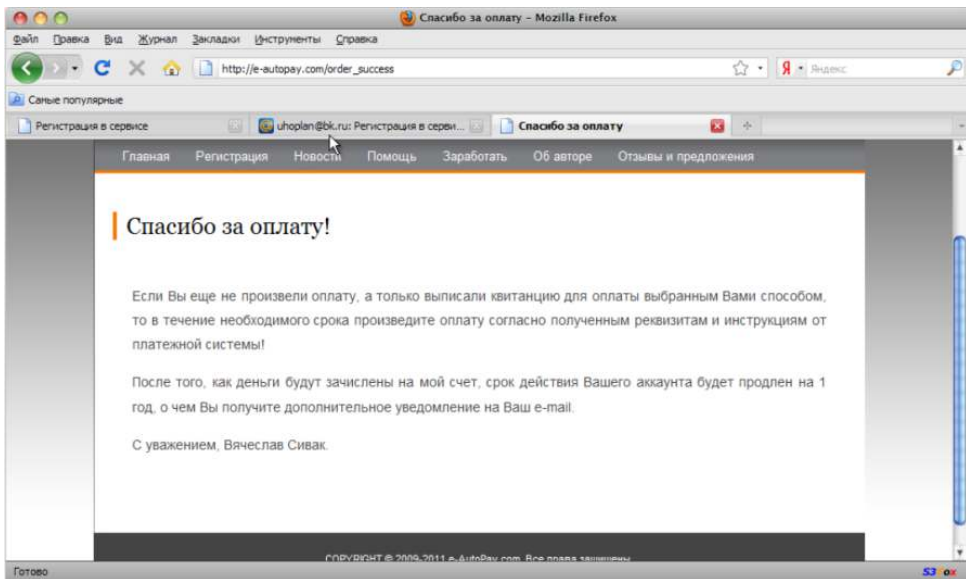 Спасибо за оплату - Mozilla Firefox
Файл Правка Вид Журнал Закладки Инструменты Справка
http://e-autopay.com/order_success Яндекс
Самые популярные
Регистрация в сервисе uhoplan@bk.ru: Регистрация в серви... Спасибо за оплату
Главная Регистрация Новости Помощь Заработать Об авторе Отзывы и предложения
Спасибо за оплату!
Если Вы еще не произвели оплату, а только выписали квитанцию для оплаты выбранным Вами способом,
то в течение необходимого срока произведите оплату согласно полученным реквизитам и инструкциям от
платежной системы!
После того, как деньги будут зачислены на мой счет, срок действия Вашего аккаунта будет продлен на 1
год, о чем Вы получите дополнительное уведомление на Ваш e-mail.
С уважением, Вячеслав Сивак.
COPYRIGHT © 2009-2011 e-AutoPay.com. Все права защищены
Готово S3Fox